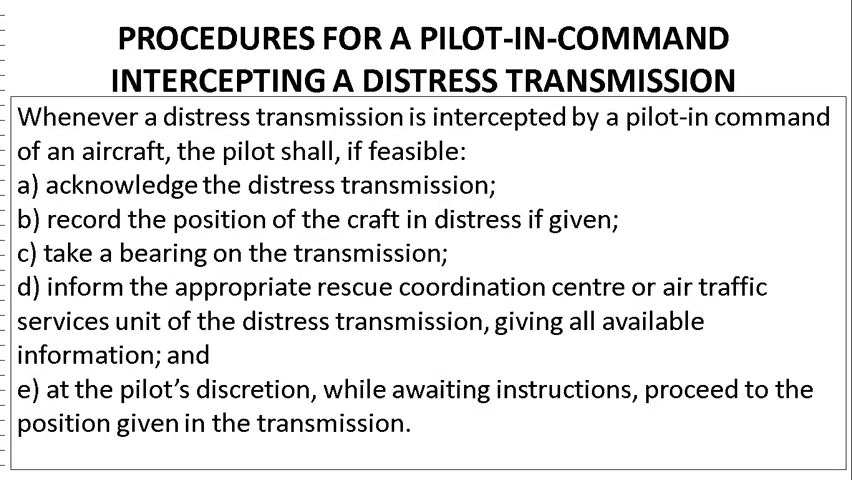 PROCEDURES FOR A PILOT-IN-COMMAND
INTERCEPTING A DISTRESS TRANSMISSION
Whenever a distress transmission is intercepted by a pilot-in command
of an aircraft, the pilot shall, if feasible:
a) acknowledge the distress transmission;
b) record the position of the craft in distress if given;
c) take a bearing on the transmission;
d) inform the appropriate rescue coordination centre or air traffic
services unit of the distress transmission, giving all available
information; and
e) at the pilot’s discretion, while awaiting instructions, proceed to the
position given in the transmission.